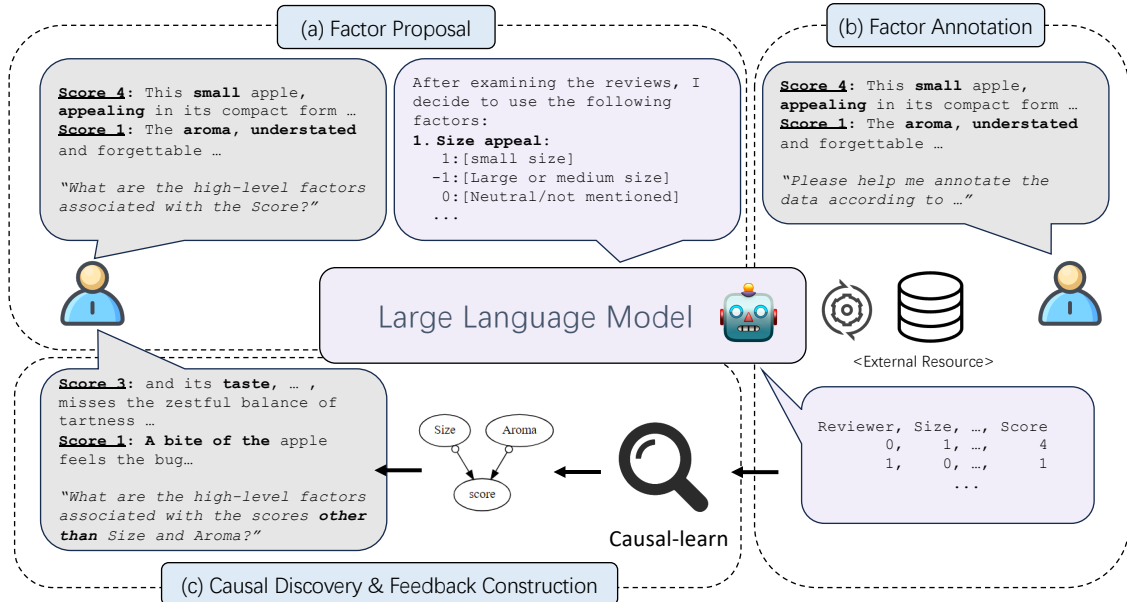 (a) Factor Proposal
Score 4: This small apple,
appealing in its compact form …
Score 1: The aroma, understated
and forgettable …
“What are the high-level factors
associated with the Score?”
After examining the reviews, I
decide to use the following
factors:
1. Size appeal:
1:[small size]
-1:[Large or medium size]
0:[Neutral/not mentioned]
...
(b) Factor Annotation
Score 4: This small apple,
appealing in its compact form …
Score 1: The aroma, understated
and forgettable …
“Please help me annotate the
data according to …”
Large Language Model
<External Resource>
Reviewer, Size, …, Score
0, 1, …, 4
1, 0, …, 1
...
Causal-learn
Size
Aroma
score
Score 3: and its taste, … ,
misses the zestful balance of
tartness …
Score 1: A bite of the apple
feels the bug…
“What are the high-level factors
associated with the scores other
than Size and Aroma?”
(c) Causal Discovery & Feedback Construction